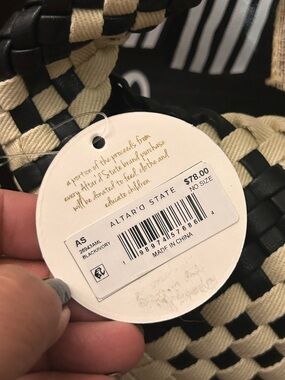 a portion of the proceeds from
every Altar'd State brand purchase
will be donated to feed, clothe and
educate children.
ALTAR'D STATE
AS
BLACK/IVORY
$78.00
NO SIZE
MADE IN CHINA